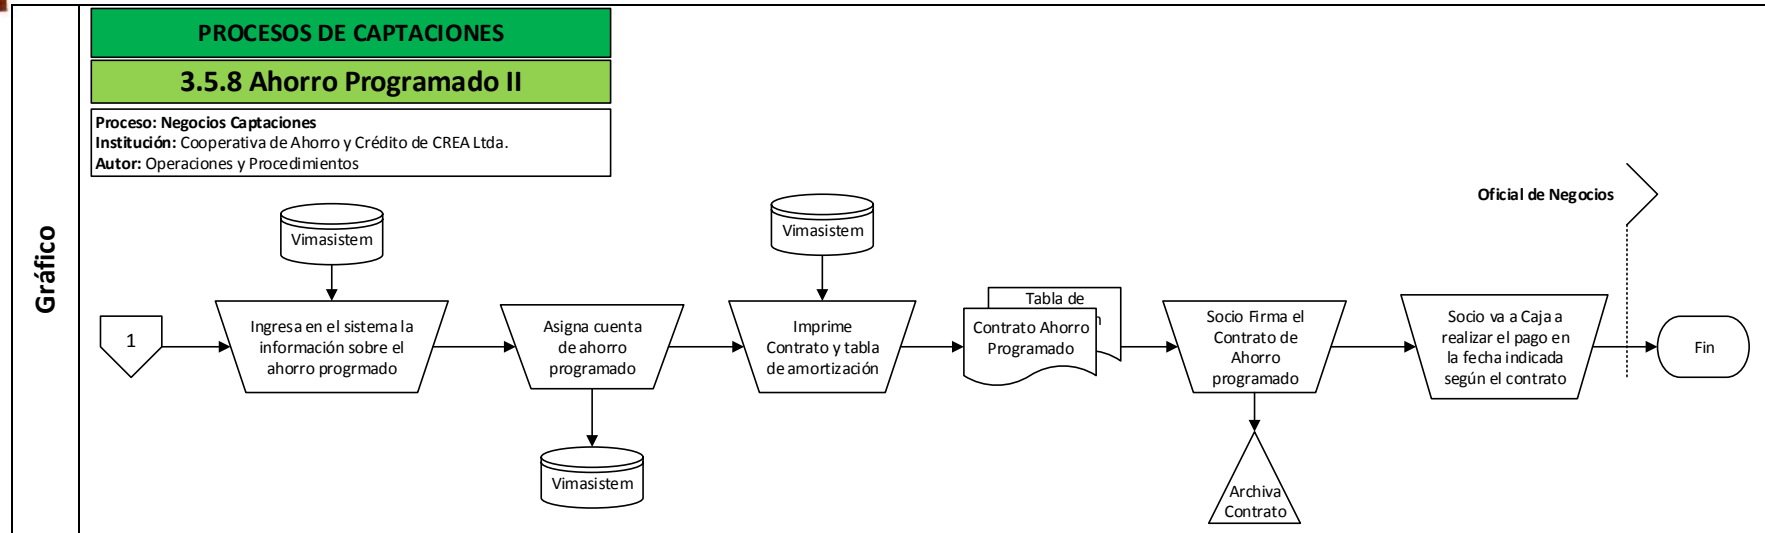 PROCESOS DE CAPTACIONES
3.5.8 Ahorro Programado II
Proceso: Negocios Captaciones
Institución: Cooperativa de Ahorro y Crédito de CREA Ltda.
Autor: Operaciones y Procedimientos
Gráfico
Oficial de Negocios
Vimasistem
Vimasistem
1
Ingresa en el sistema la
información sobre el
ahorro progrmado
Asigna cuenta
de ahorro
programado
Vimasistem
Imprime
Contrato y tabla
de amortización
Tabla de
Contrato Ahorro
Programado
Socio Firma el
Contrato de
Ahorro
programado
Archiva
Contrato
Socio va a Caja a
realizar el pago en
la fecha indicada
según el contrato
Fin